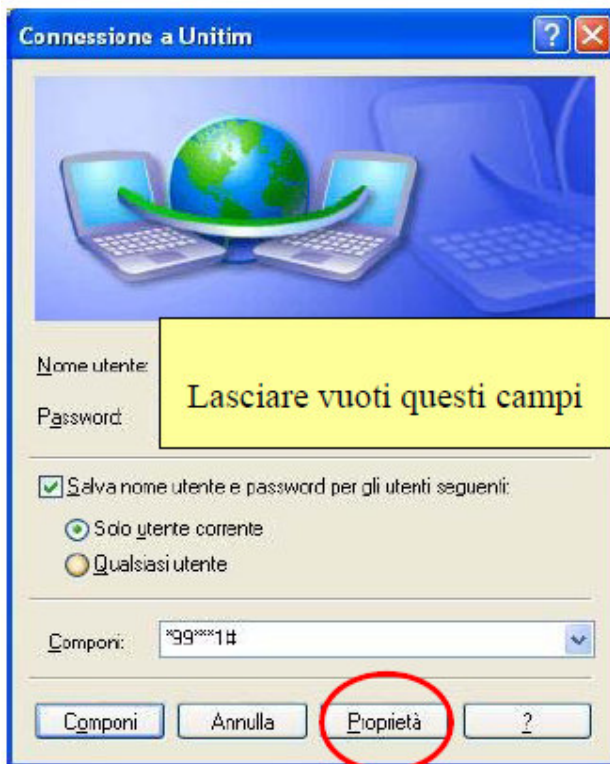 Connessione a Unitim
?
Nome utente:
Password:
Lasciare vuoti questi campi
Salva nome utente e password per gli utenti seguenti:
Solo utente corrente
Qualsiasi utente
Componi: *99***1#
Componi Annulla Proprietà ?